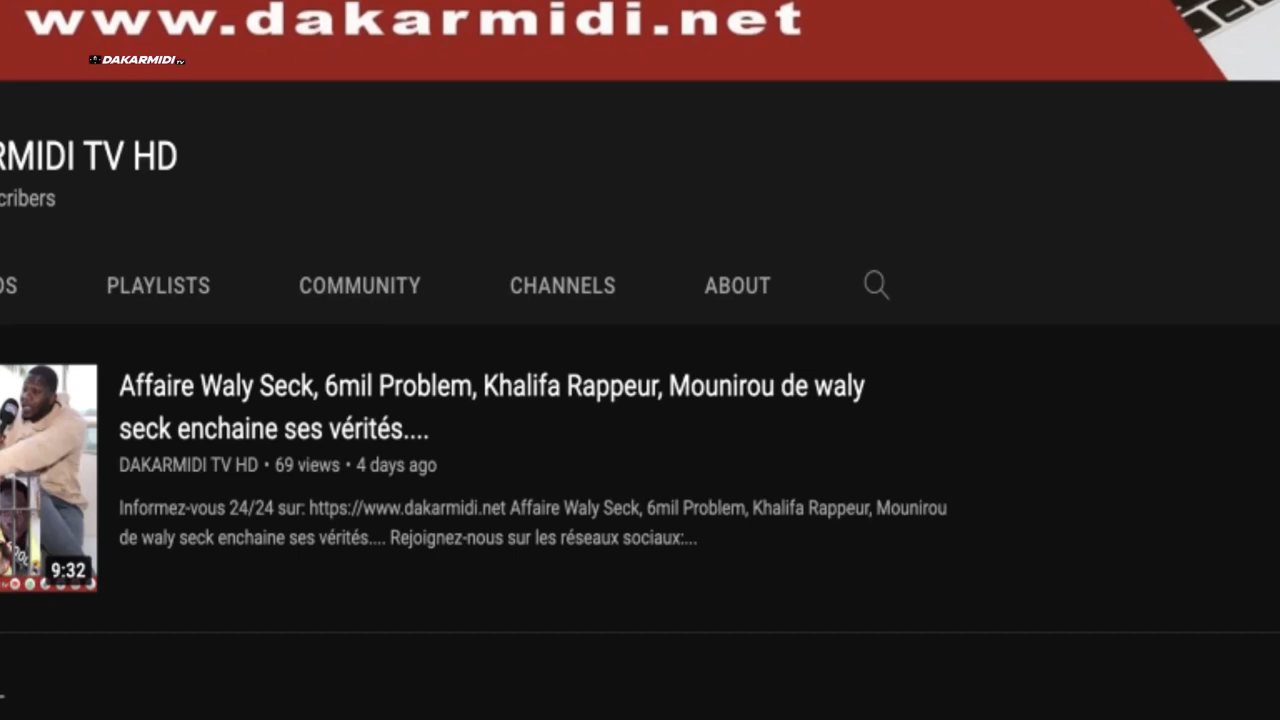 www.dakarmidi.net
DAKARMIDI TV
RMIDI TV HD
cribers
OS
PLAYLISTS
COMMUNITY
CHANNELS
ABOUT
Affaire Waly Seck, 6mil Problem, Khalifa Rappeur, Mounirou de waly
seck enchaine ses vérités....
DAKARMIDI TV HD • 69 views • 4 days ago
Informez-vous 24/24 sur: https://www.dakarmidi.net Affaire Waly Seck, 6mil Problem, Khalifa Rappeur, Mounirou
de waly seck enchaine ses vérités.... Rejoignez-nous sur les réseaux sociaux:...
9:32